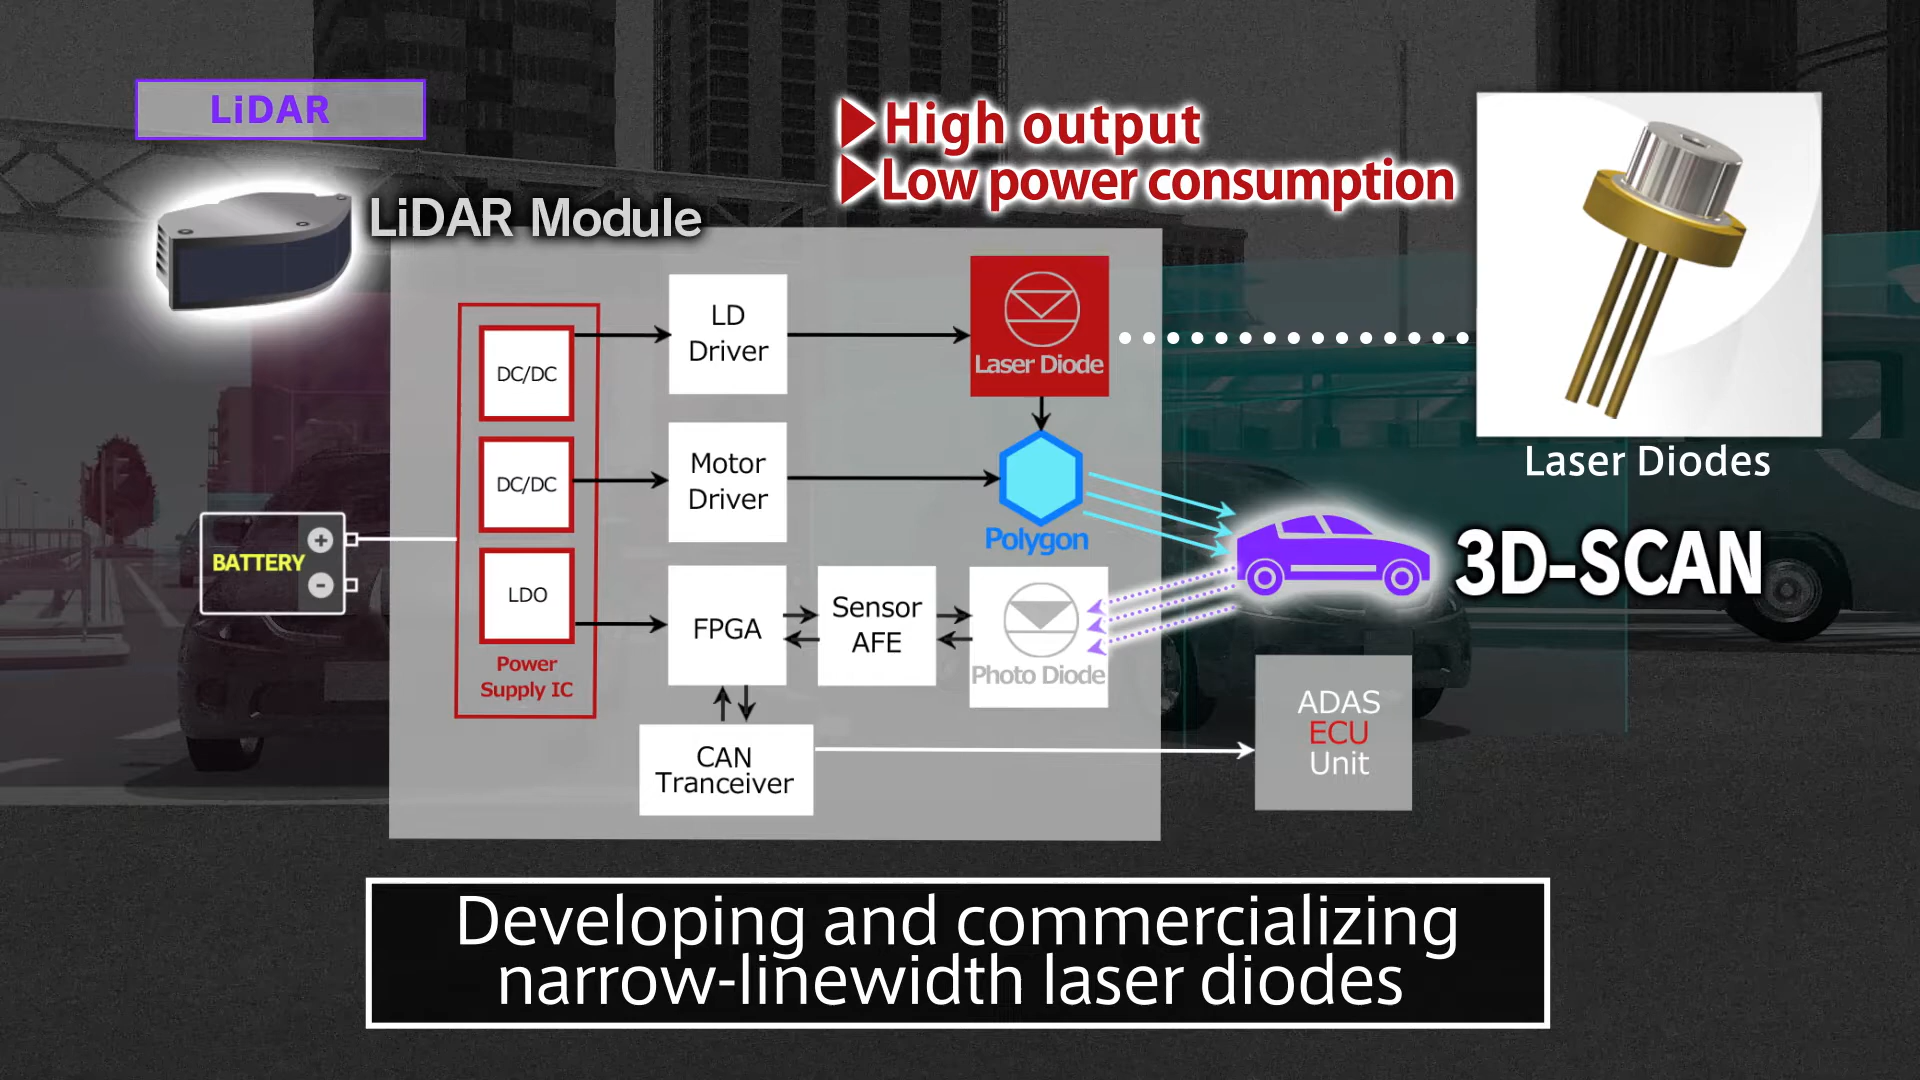 LiDAR
LiDAR Module
▶High output
▶Low power consumption
DC/DC
DC/DC
LDO
Power
Supply IC
BATTERY
+
-
LD
Driver
Motor
Driver
FPGA
Sensor
AFE
CAN
Tranceiver
Laser Diode
Polygon
Photo Diode
Laser Diodes
3D-SCAN
ADAS
ECU
Unit
Developing and commercializing
narrow-linewidth laser diodes